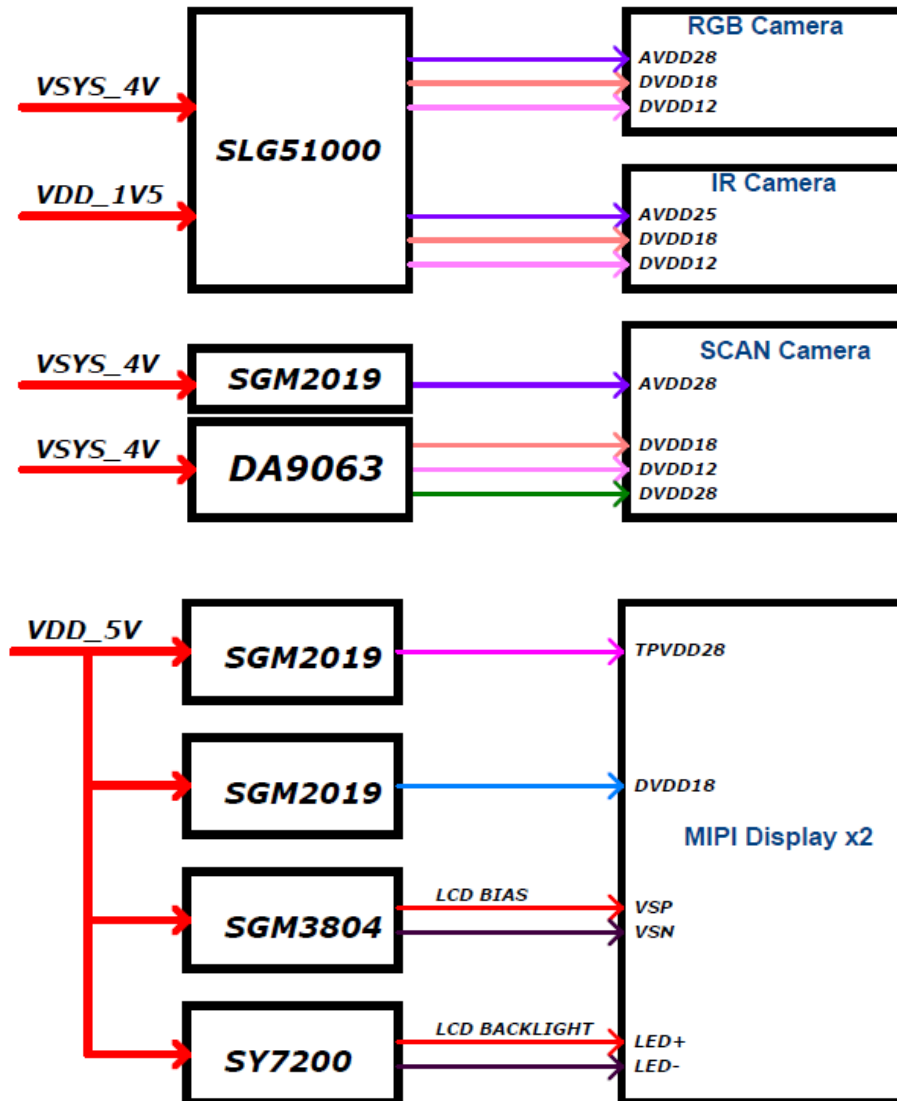 RGB Camera
VSYS_4V
AVDD28
DVDD18
DVDD12
SLG51000
VDD_1V5
IR Camera
AVDD25
DVDD18
DVDD12
VSYS_4V
SGM2019
SCAN Camera
AVDD28
VSYS_4V
DA9063
DVDD18
DVDD12
DVDD28
VDD_5V
SGM2019
TPVDD28
SGM2019
DVDD18
MIPI Display x2
SGM3804
LCD BIAS
VSP
VSN
SY7200
LCD BACKLIGHT
LED+
LED-